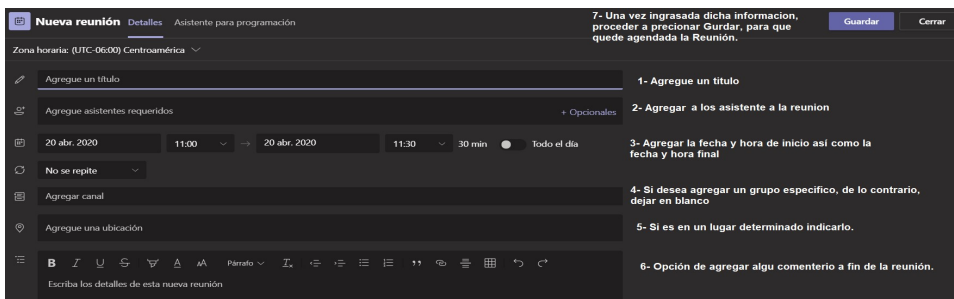 Nueva reunión Detalles Asistente para programación
7- Una vez ingrasada dicha informacion,
proceder a precionar Gurdar, para que
quede agendada la Reunión.
Guardar Cerrar
Zona horaria: (UTC-06:00) Centroamérica
Agregue un título
1- Agregue un titulo
Agregue asistentes requeridos + Opcionales
2- Agregar a los asistente a la reunion
20 abr. 2020 11:00 → 20 abr. 2020 11:30 30 min Todo el día
3- Agregar la fecha y hora de inicio así como la
fecha y hora final
No se repite
Agregar canal
4- Si desea agregar un grupo especifico, de lo contrario,
dejar en blanco
Agregue una ubicación
5- Si es en un lugar determinado indicarlo.
B I U S A AA Párrafo Tx
6- Opción de agregar algu comenterio a fin de la reunión.
Escriba los detalles de esta nueva reunión